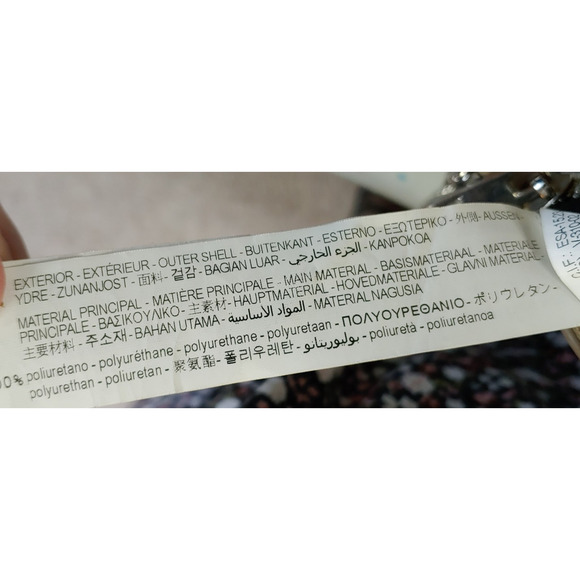 EXTERIOR - EXTÉRIEUR - OUTER SHELL - BUITENKANT - ESTERNO - ΕΞΩΤΕΡΙΚΟ - 外側 - AUSSEN -
YDRE - ZUNANJOST - 面料 - 겉감 - BAGIAN LUAR - الجزء الخارجي - KANPOKOA
MATERIAL PRINCIPAL - MATIÈRE PRINCIPALE - MAIN MATERIAL - BASISMATERIAAL - MATERIALE
PRINCIPALE - ΒΑΣΙΚΟ ΥΛΙΚΟ - 主素材 - HAUPTMATERIAL - HOVEDMATERIALE - GLAVNI MATERIAL -
主要材料 - 주소재 - BAHAN UTAMA - المواد الاساسية - MATERIAL NAGUSIA
00% poliuretano - polyuréthane - polyurethane - polyuretaan - ΠΟΛΥΟΥΡΕΘΑΝΙΟ - ポリウレタン -
polyurethan - poliuretan - 聚氨酯 - 폴리우레탄 - بوليوريتانو - poliuretà - poliuretanoa